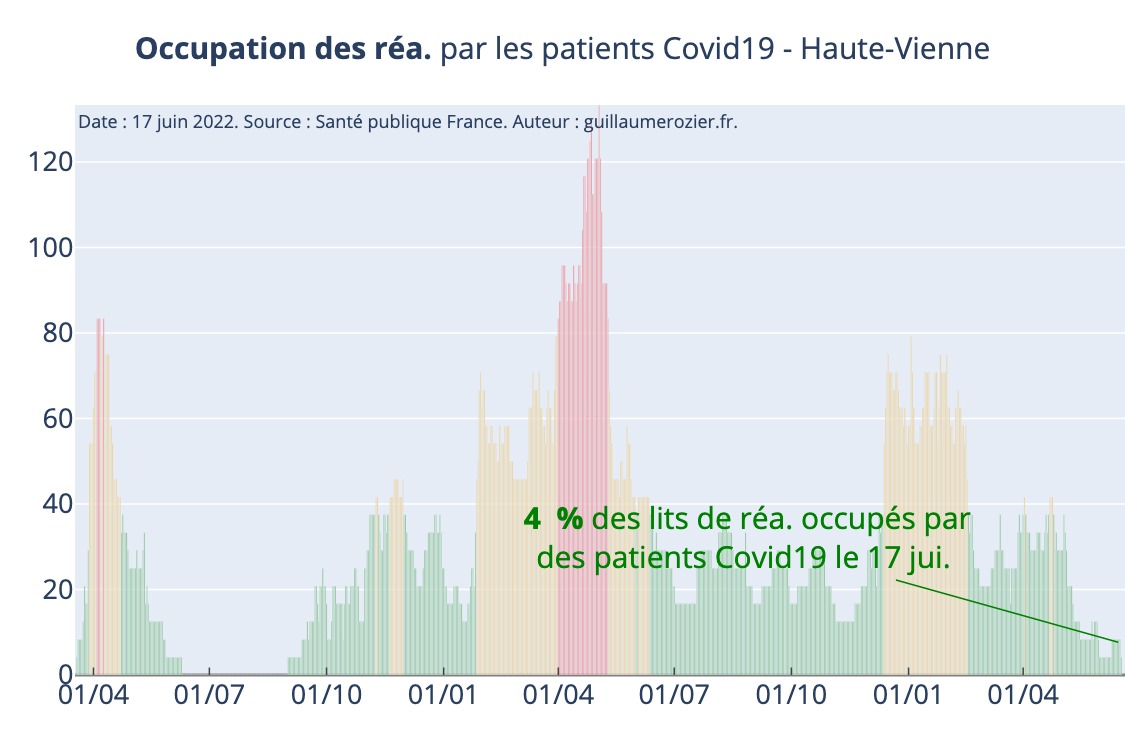 Occupation des réa. par les patients Covid19 - Haute-Vienne
Date : 17 juin 2022. Source : Santé publique France. Auteur : guillaumerozier.fr.
120
100
80
60
40
20
0
4 % des lits de réa. occupés par
des patients Covid19 le 17 jui.
01/04 01/07 01/10 01/01 01/04 01/07 01/10 01/01 01/04